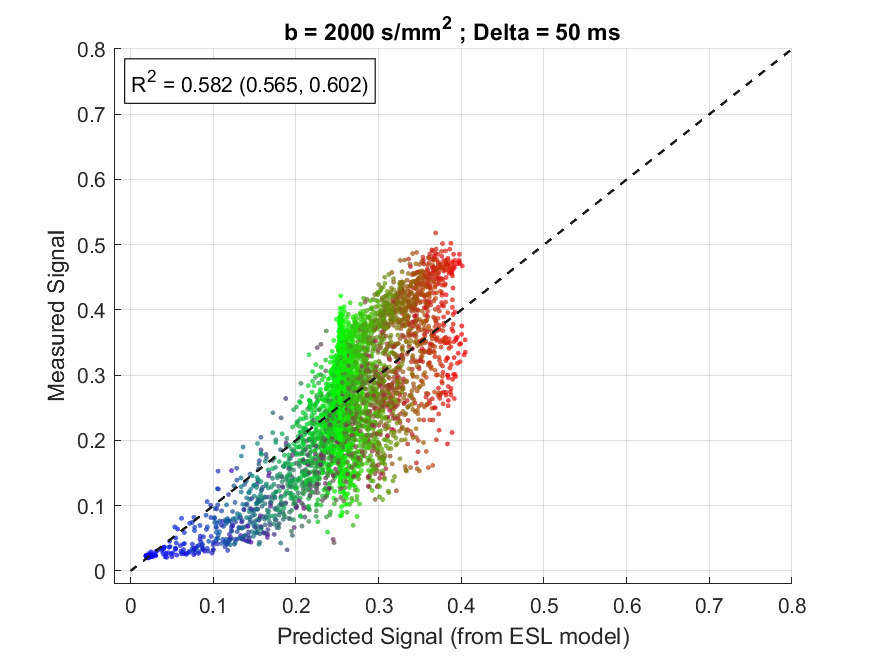 b = 2000 s/mm² ; Delta = 50 ms
R² = 0.582 (0.565, 0.602)
0.8
0.7
0.6
0.5
0.4
0.3
0.2
0.1
0
Measured Signal
0 0.1 0.2 0.3 0.4 0.5 0.6 0.7 0.8
Predicted Signal (from ESL model)